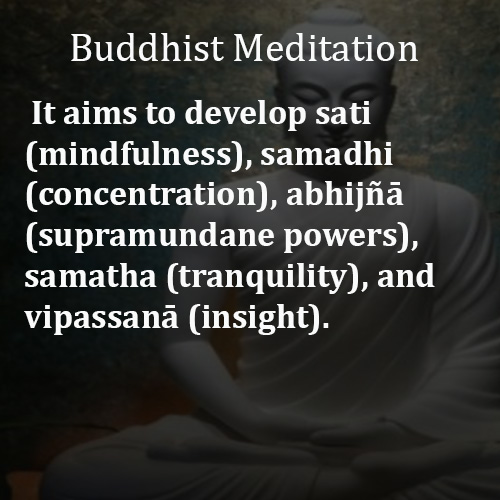 Buddhist Meditation
It aims to develop sati
(mindfulness), samadhi
(concentration), abhijñā
(supramundane powers),
samatha (tranquility), and
vipassanā (insight).